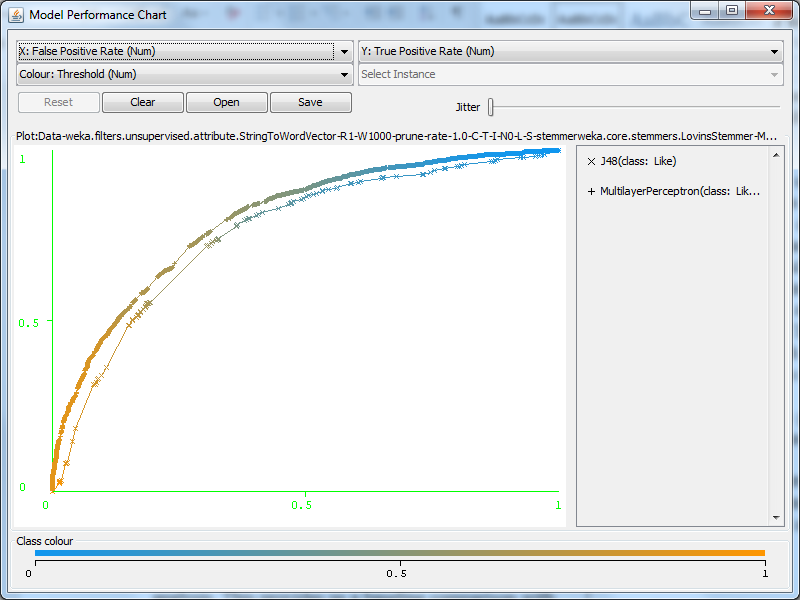 Model Performance Chart
X: False Positive Rate (Num)
Y: True Positive Rate (Num)
Colour: Threshold (Num)
Select Instance
Reset
Clear
Open
Save
Jitter
Plot:Data-weka.filters.unsupervised.attribute.StringToWordVector-R1-W1000-prune-rate-1.0-C-T-I-N0-L-S-stemmerweka.core.stemmers.LovinsStemmer-M...
1
0.5
0
0
0.5
1
J48(class: Like)
MultilayerPerceptron(class: Lik...
Class colour
0
0.5
1